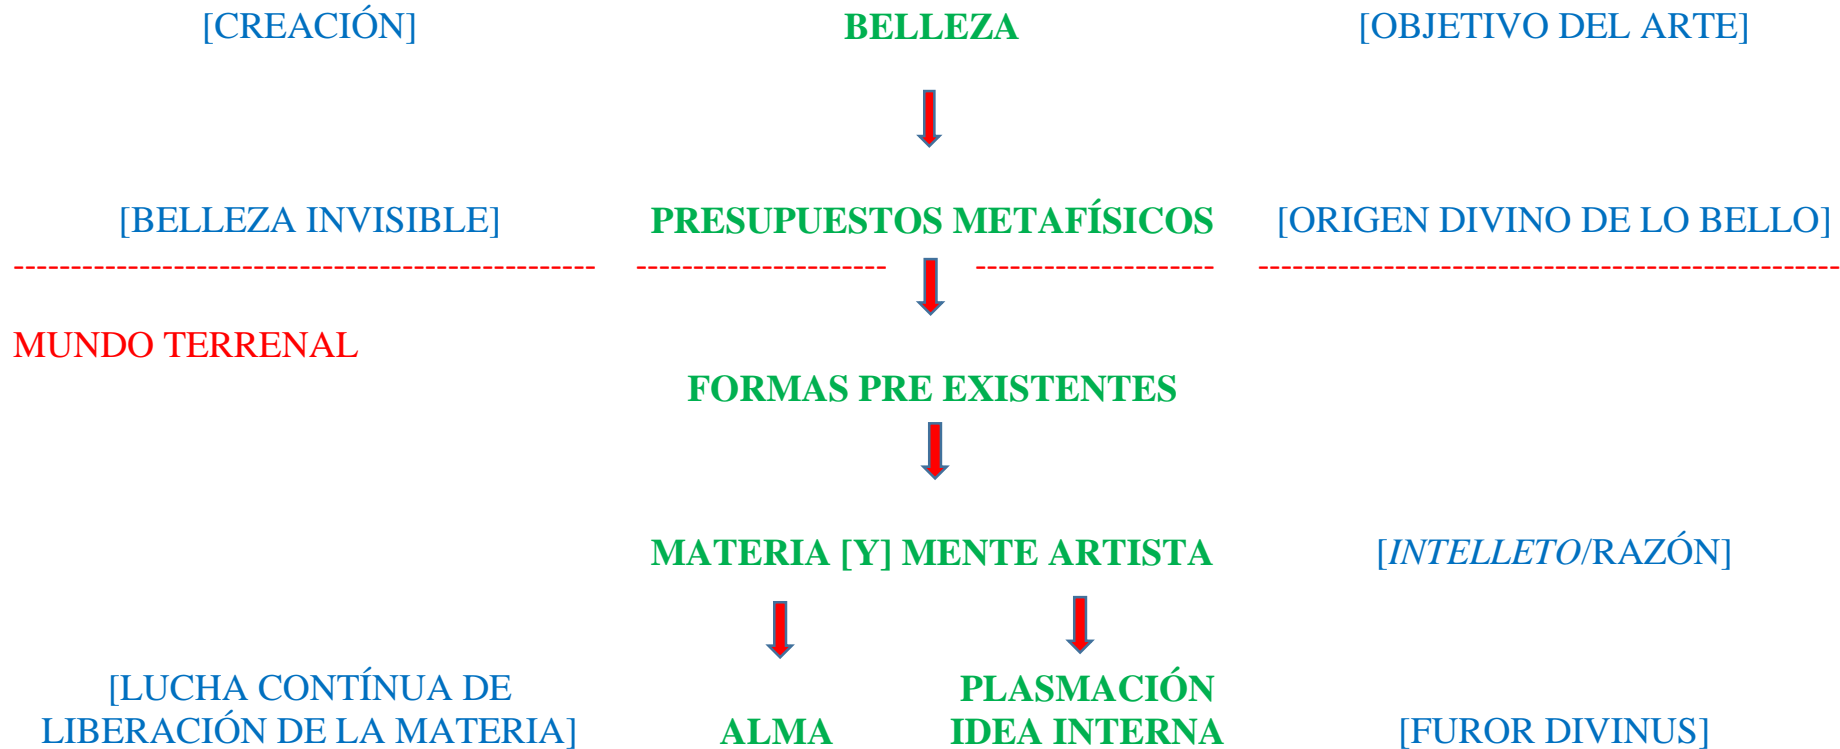 [CREACIÓN] BELLEZA [OBJETIVO DEL ARTE]
[BELLEZA INVISIBLE] PRESUPUESTOS METAFÍSICOS [ORIGEN DIVINO DE LO BELLO]
MUNDO TERRENAL
FORMAS PRE EXISTENTES
MATERIA [Y] MENTE ARTISTA [INTELLETO/RAZÓN]
[LUCHA CONTÍNUA DE PLASMACIÓN
LIBERACIÓN DE LA MATERIA] ALMA IDEA INTERNA [FUROR DIVINUS]